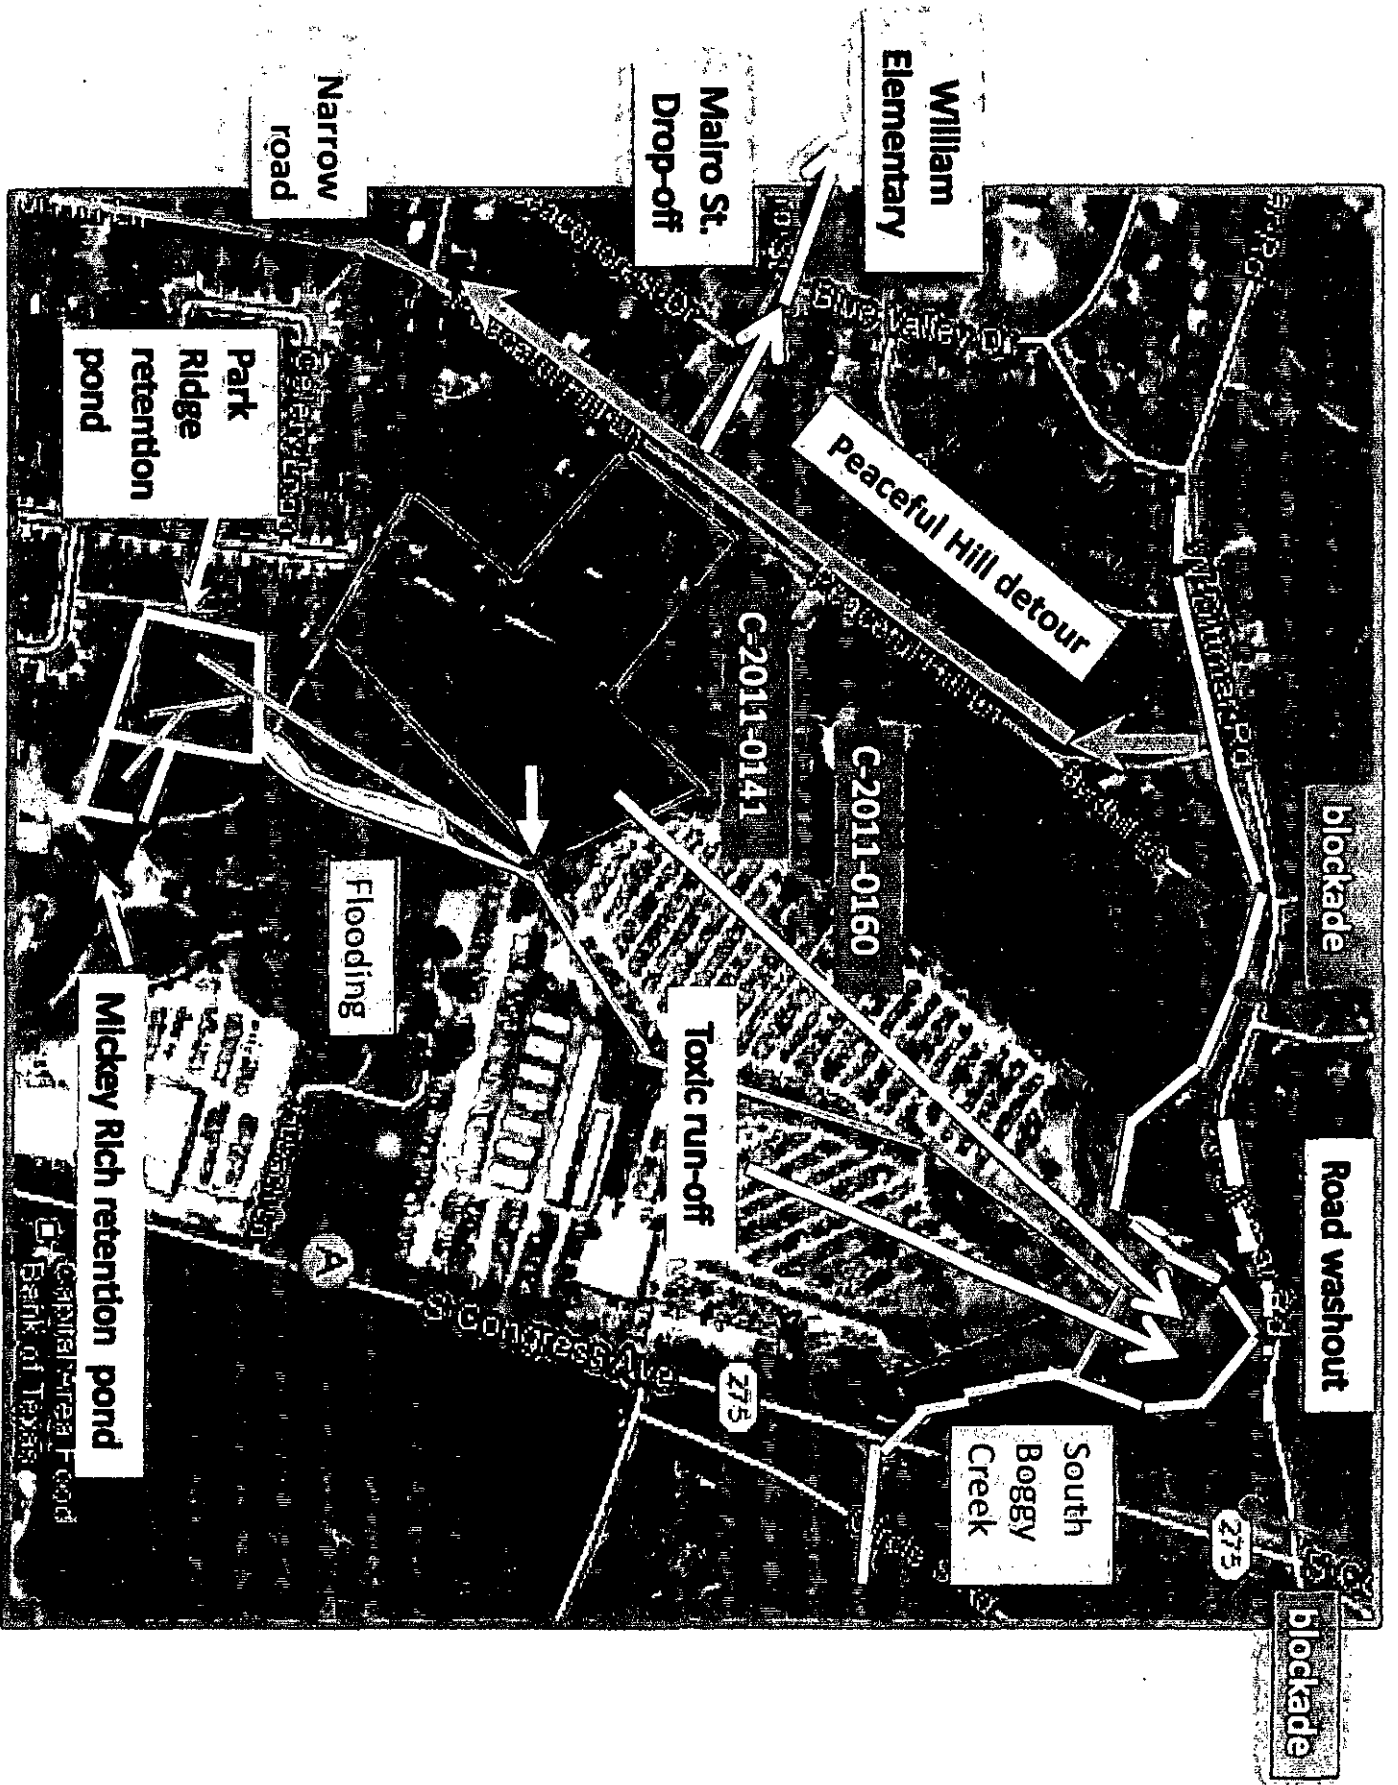 blockade
Road washout
blockade
William
Elementary
Mairo St.
Drop-off
Narrow
road
Peaceful Hill detour
Blue Valley Dr
C-2011-0160
C-2011-0141
Toxic run-off
South
Boggy
Creek
275
275
S Congress Ave
A
Flooding
Park
Ridge
retention
pond
Mickey Rich retention pond
Bank of Texas